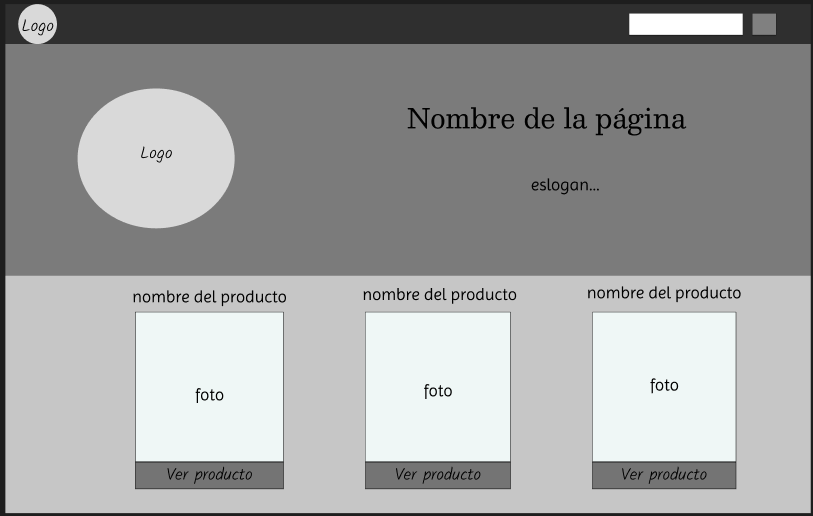 Logo
Logo
Nombre de la página
eslogan...
nombre del producto
nombre del producto
nombre del producto
foto
foto
foto
Ver producto
Ver producto
Ver producto